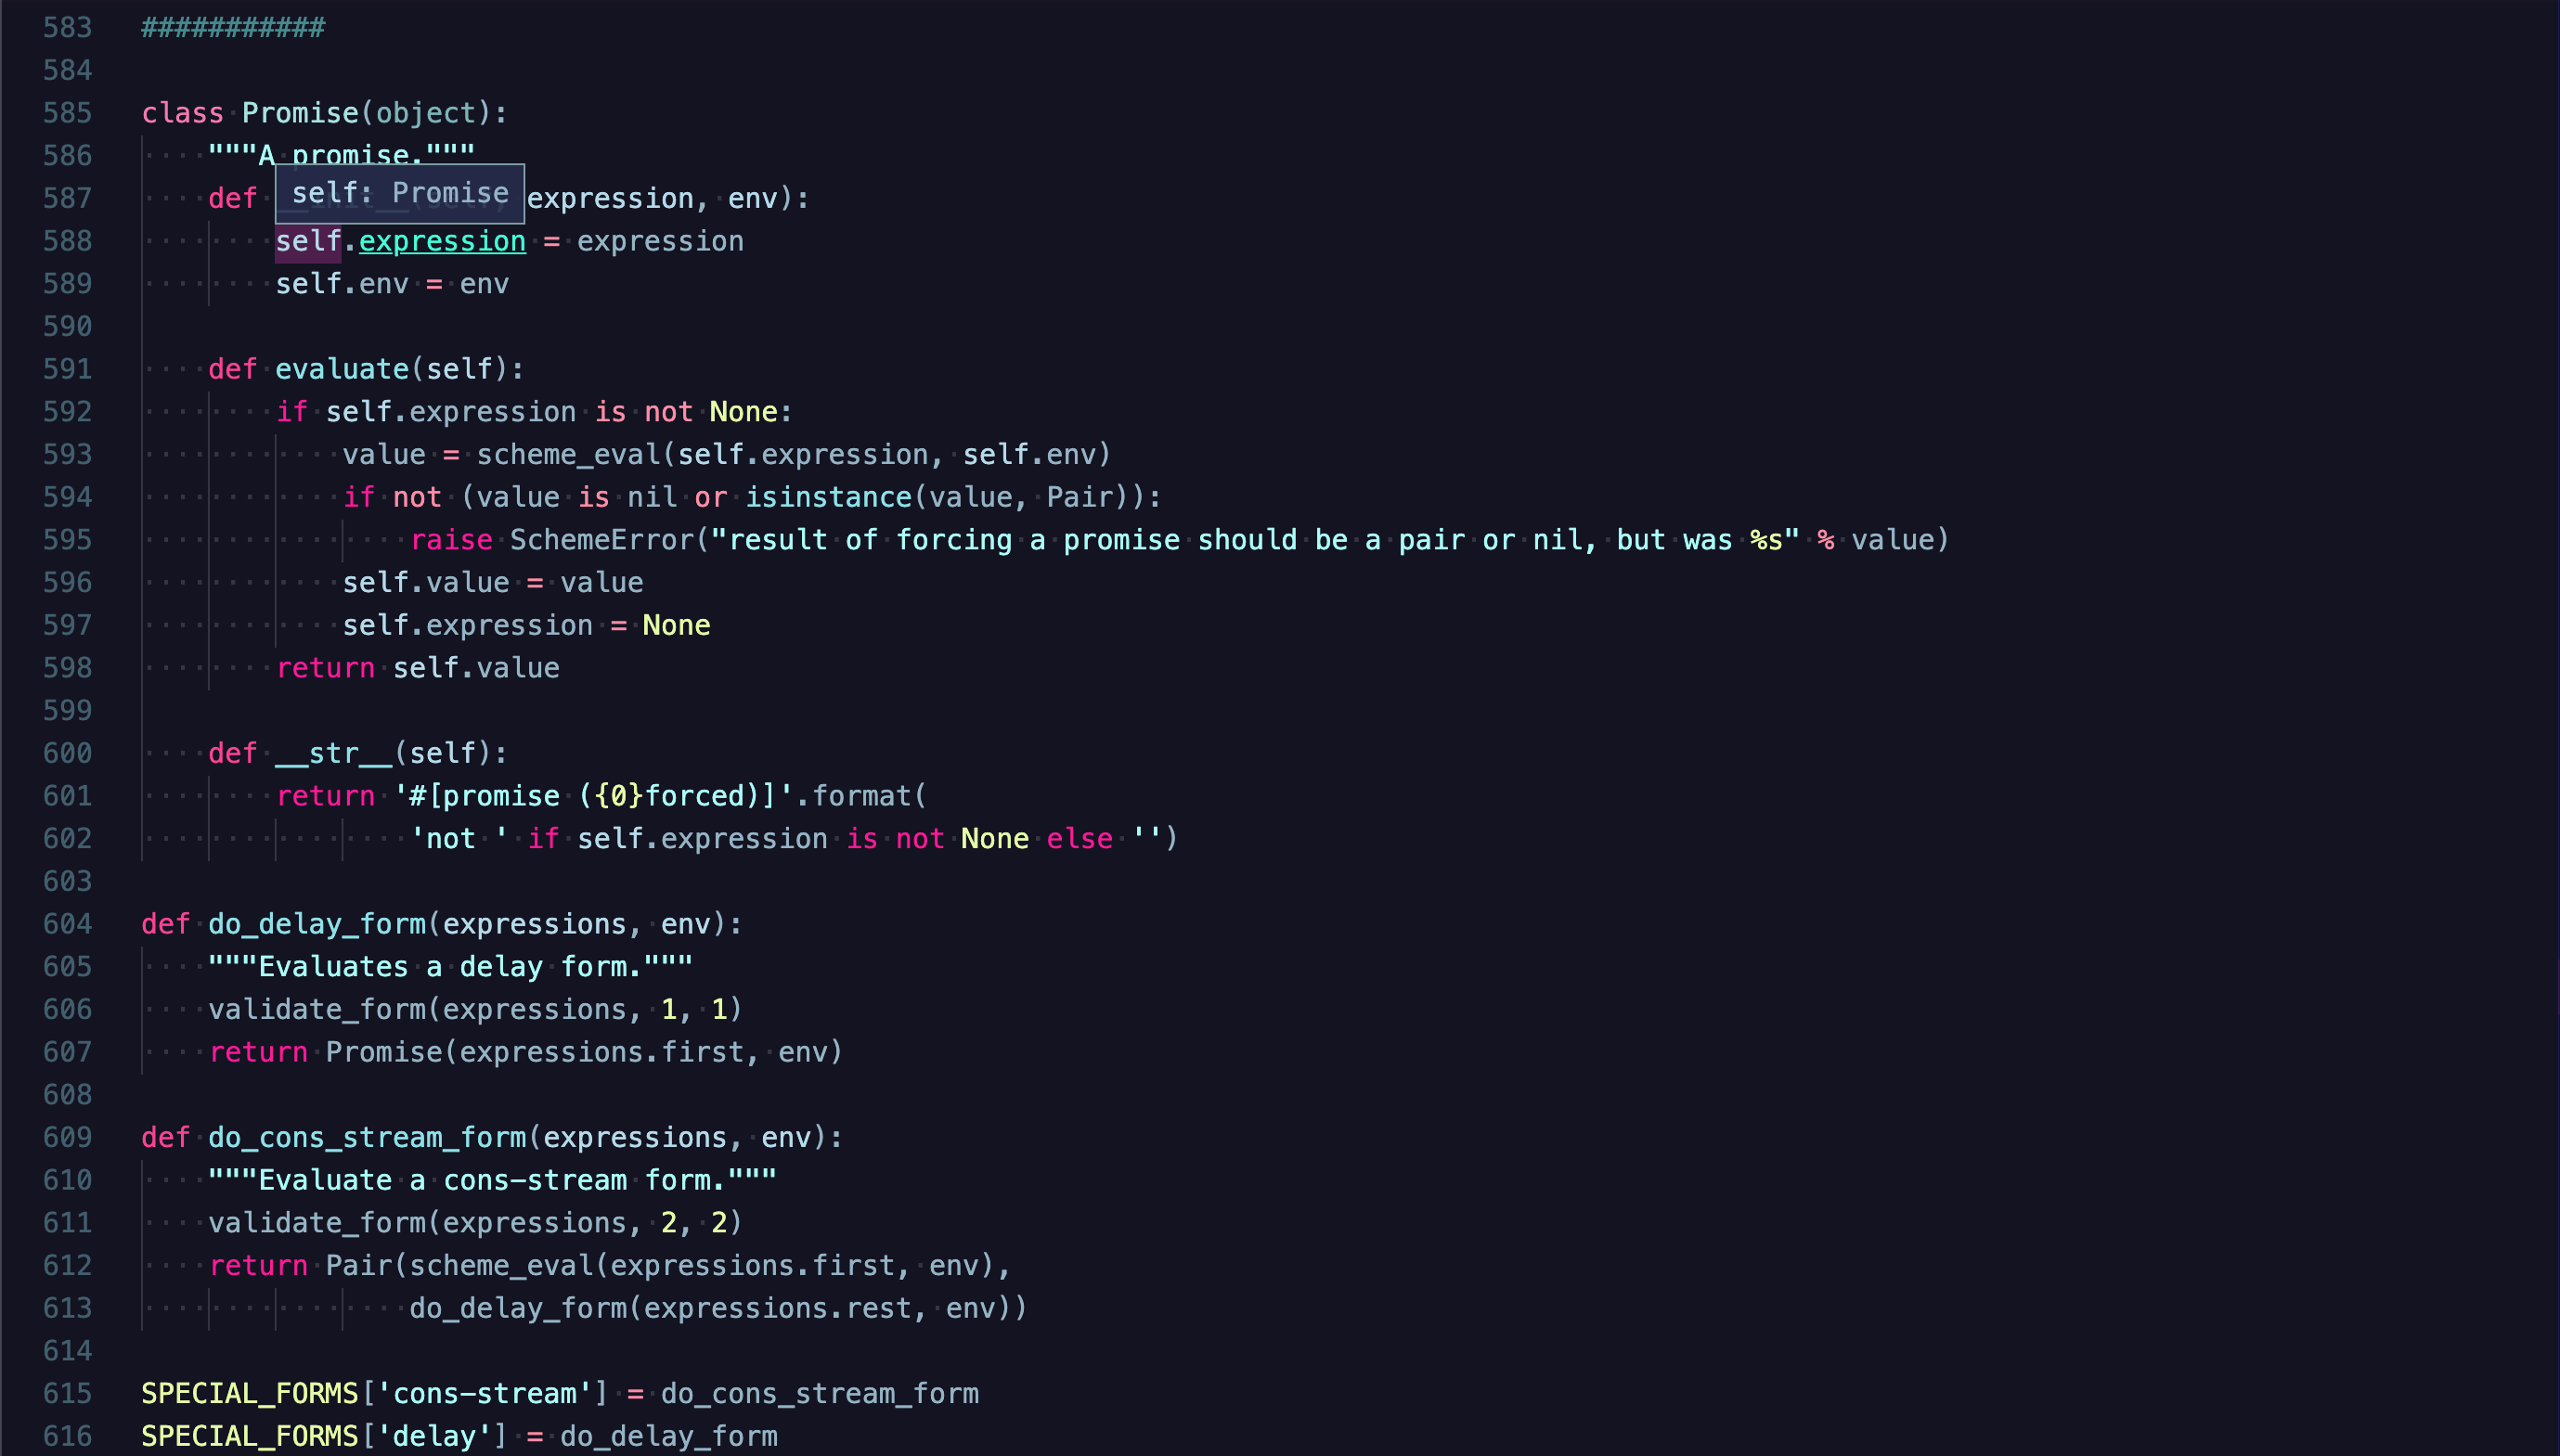 583 ###########
584
585 class Promise(object):
586 """A promise."""
self: Promise
587 def __init__(self, expression, env):
588 self.expression = expression
589 self.env = env
590
591 def evaluate(self):
592 if self.expression is not None:
593 value = scheme_eval(self.expression, self.env)
594 if not (value is nil or isinstance(value, Pair)):
595 raise SchemeError("result of forcing a promise should be a pair or nil, but was %s" % value)
596 self.value = value
597 self.expression = None
598 return self.value
599
600 def __str__(self):
601 return '#[promise ({0}forced)]'.format(
602 'not ' if self.expression is not None else '')
603
604 def do_delay_form(expressions, env):
605 """Evaluates a delay form."""
606 validate_form(expressions, 1, 1)
607 return Promise(expressions.first, env)
608
609 def do_cons_stream_form(expressions, env):
610 """Evaluate a cons-stream form."""
611 validate_form(expressions, 2, 2)
612 return Pair(scheme_eval(expressions.first, env),
613 do_delay_form(expressions.rest, env))
614
615 SPECIAL_FORMS['cons-stream'] = do_cons_stream_form
616 SPECIAL_FORMS['delay'] = do_delay_form